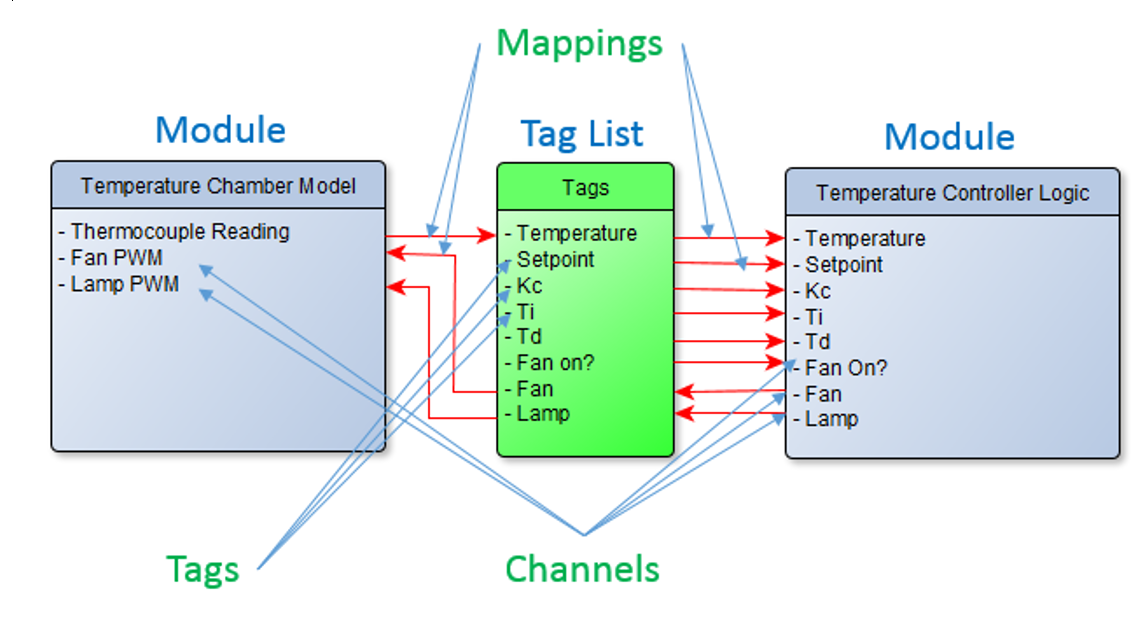 Mappings
Module
Tag List
Module
Temperature Chamber Model
- Thermocouple Reading
- Fan PWM
- Lamp PWM
Tags
- Temperature
- Setpoint
- Kc
- Ti
- Td
- Fan on?
- Fan
- Lamp
Temperature Controller Logic
- Temperature
- Setpoint
- Kc
- Ti
- Td
- Fan On?
- Fan
- Lamp
Tags
Channels